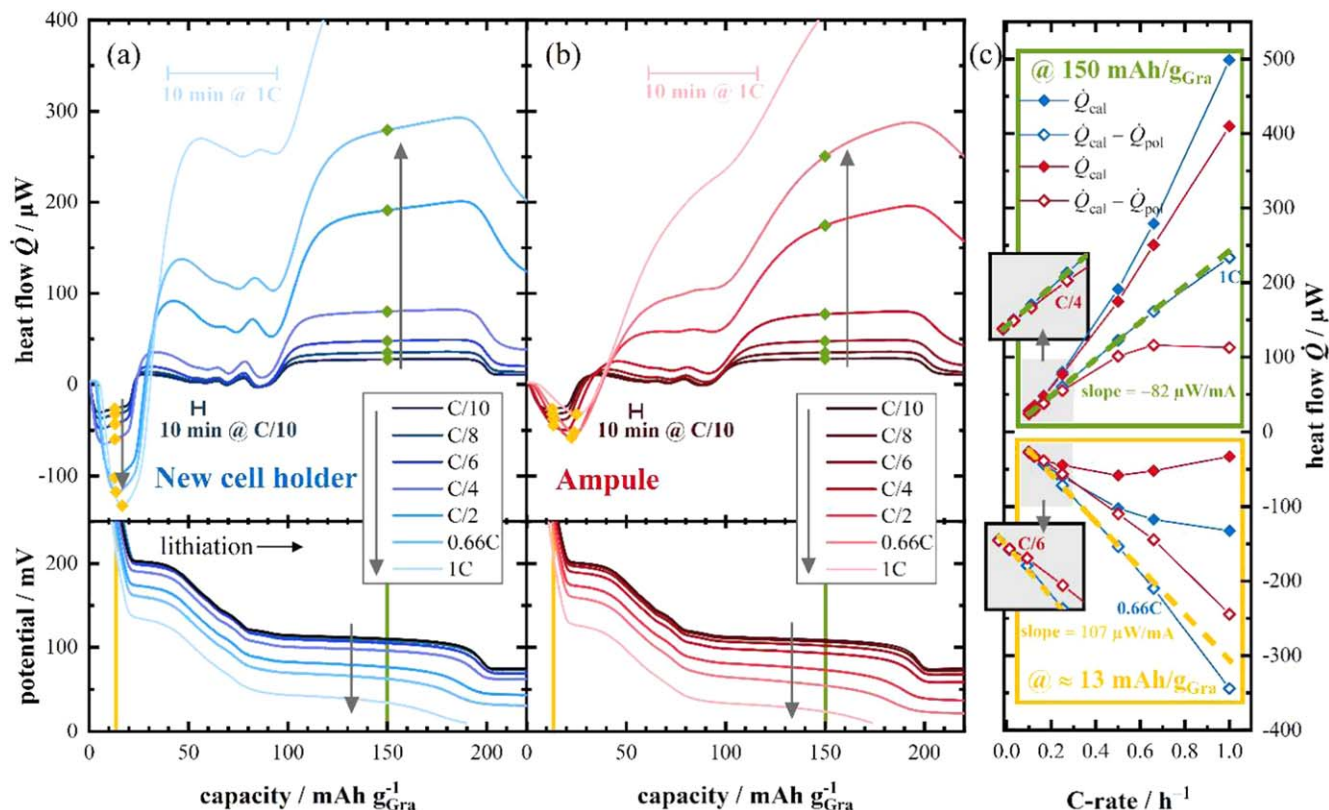 (a)
(b)
(c)
400
300
200
100
0
-100
heat flow Q̇ / µW
10 min @ 1C
10 min @ C/10
New cell holder
C/10
C/8
C/6
C/4
C/2
0.66C
1C
200
100
0
potential / mV
lithiation
0
50
100
150
200
capacity / mAh g⁻¹Gra
10 min @ 1C
10 min @ C/10
Ampule
C/10
C/8
C/6
C/4
C/2
0.66C
1C
0
50
100
150
200
capacity / mAh g⁻¹Gra
@ 150 mAh/gGra
Q̇cal
Q̇cal − Q̇pol
Q̇cal
Q̇cal − Q̇pol
C/4
1C
slope = −82 µW/mA
C/6
0.66C
slope = 107 µW/mA
@ ≈ 13 mAh/gGra
500
400
300
200
100
0
-100
-200
-300
-400
heat flow Q̇ / µW
0.0
0.2
0.4
0.6
0.8
1.0
C-rate / h⁻¹